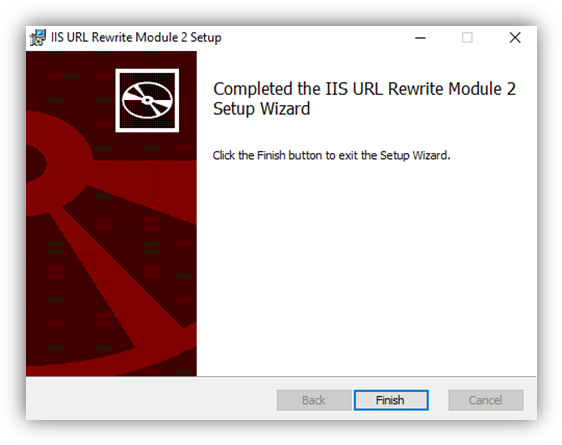 IIS URL Rewrite Module 2 Setup
Completed the IIS URL Rewrite Module 2
Setup Wizard
Click the Finish button to exit the Setup Wizard.
Back
Finish
Cancel